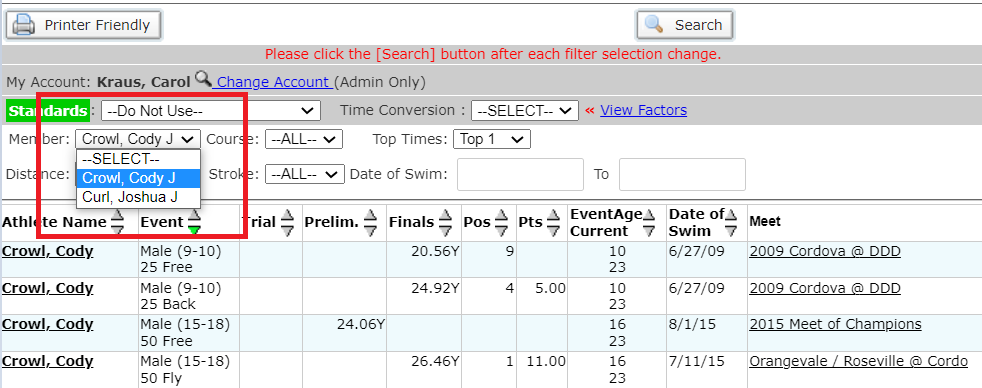 Printer Friendly Search
Please click the [Search] button after each filter selection change.
My Account: Kraus, Carol Change Account (Admin Only)
Standards: --Do Not Use-- Time Conversion : --SELECT-- « View Factors
Member: Crowl, Cody J Course: --ALL-- Top Times: Top 1
--SELECT--
Distance: Crowl, Cody J Stroke: --ALL-- Date of Swim: To
Curl, Joshua J
Athlete Name Event Trial Prelim. Finals Pos Pts EventAge Date of Meet
Current Swim
Crowl, Cody Male (9-10) 20.56Y 9 10 6/27/09 2009 Cordova @ DDD
25 Free 23
Crowl, Cody Male (9-10) 24.92Y 4 5.00 10 6/27/09 2009 Cordova @ DDD
25 Back 23
Crowl, Cody Male (15-18) 24.06Y 16 8/1/15 2015 Meet of Champions
50 Free 23
Crowl, Cody Male (15-18) 26.46Y 1 11.00 16 7/11/15 Orangevale / Roseville @ Cordo
50 Fly 23